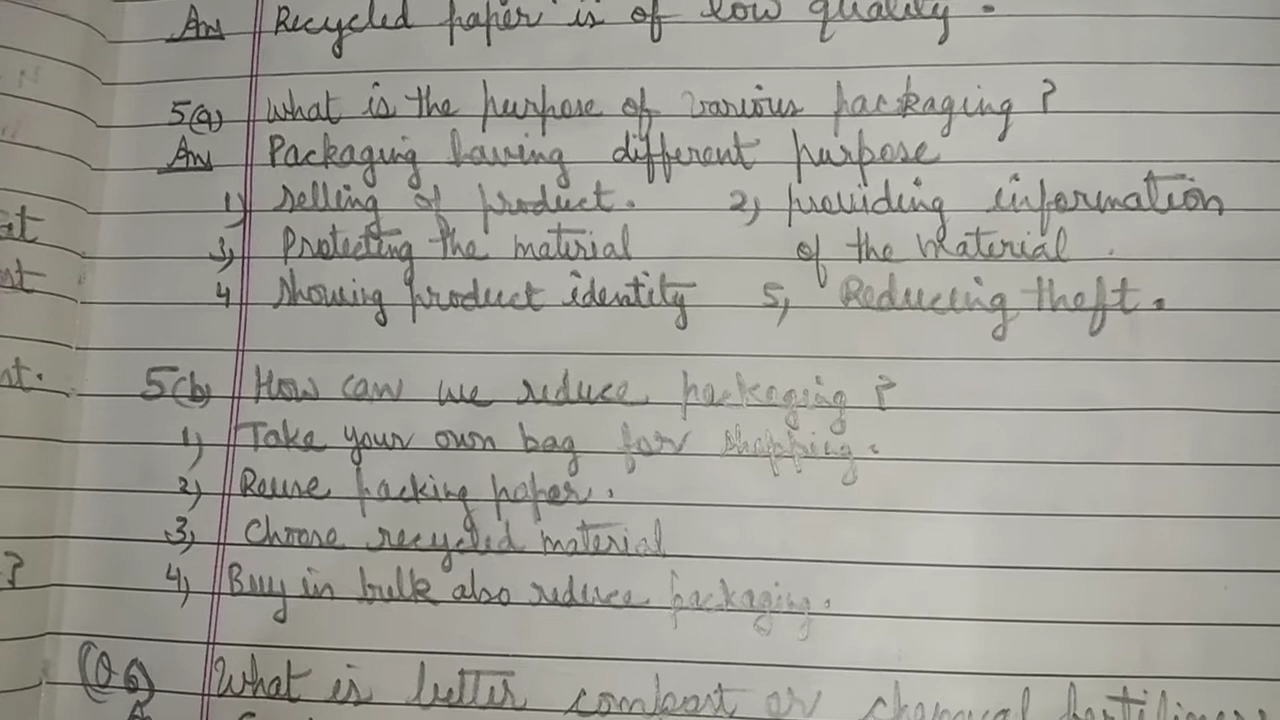 Ans Recycled paper is of low quality.
5(a) What is the purpose of various packaging?
Ans Packaging having different purpose
1) selling of product. 2) providing information
3) Protecting the material of the material.
4 showing product identity 5) Reducing theft.
5(b) How can we reduce packaging?
1) Take your own bag for shopping.
2) Reuse packing paper.
3) Choose recycled material
4) Buy in bulk also reduce packaging.
Q6) What is better compost or chemical fertilizer